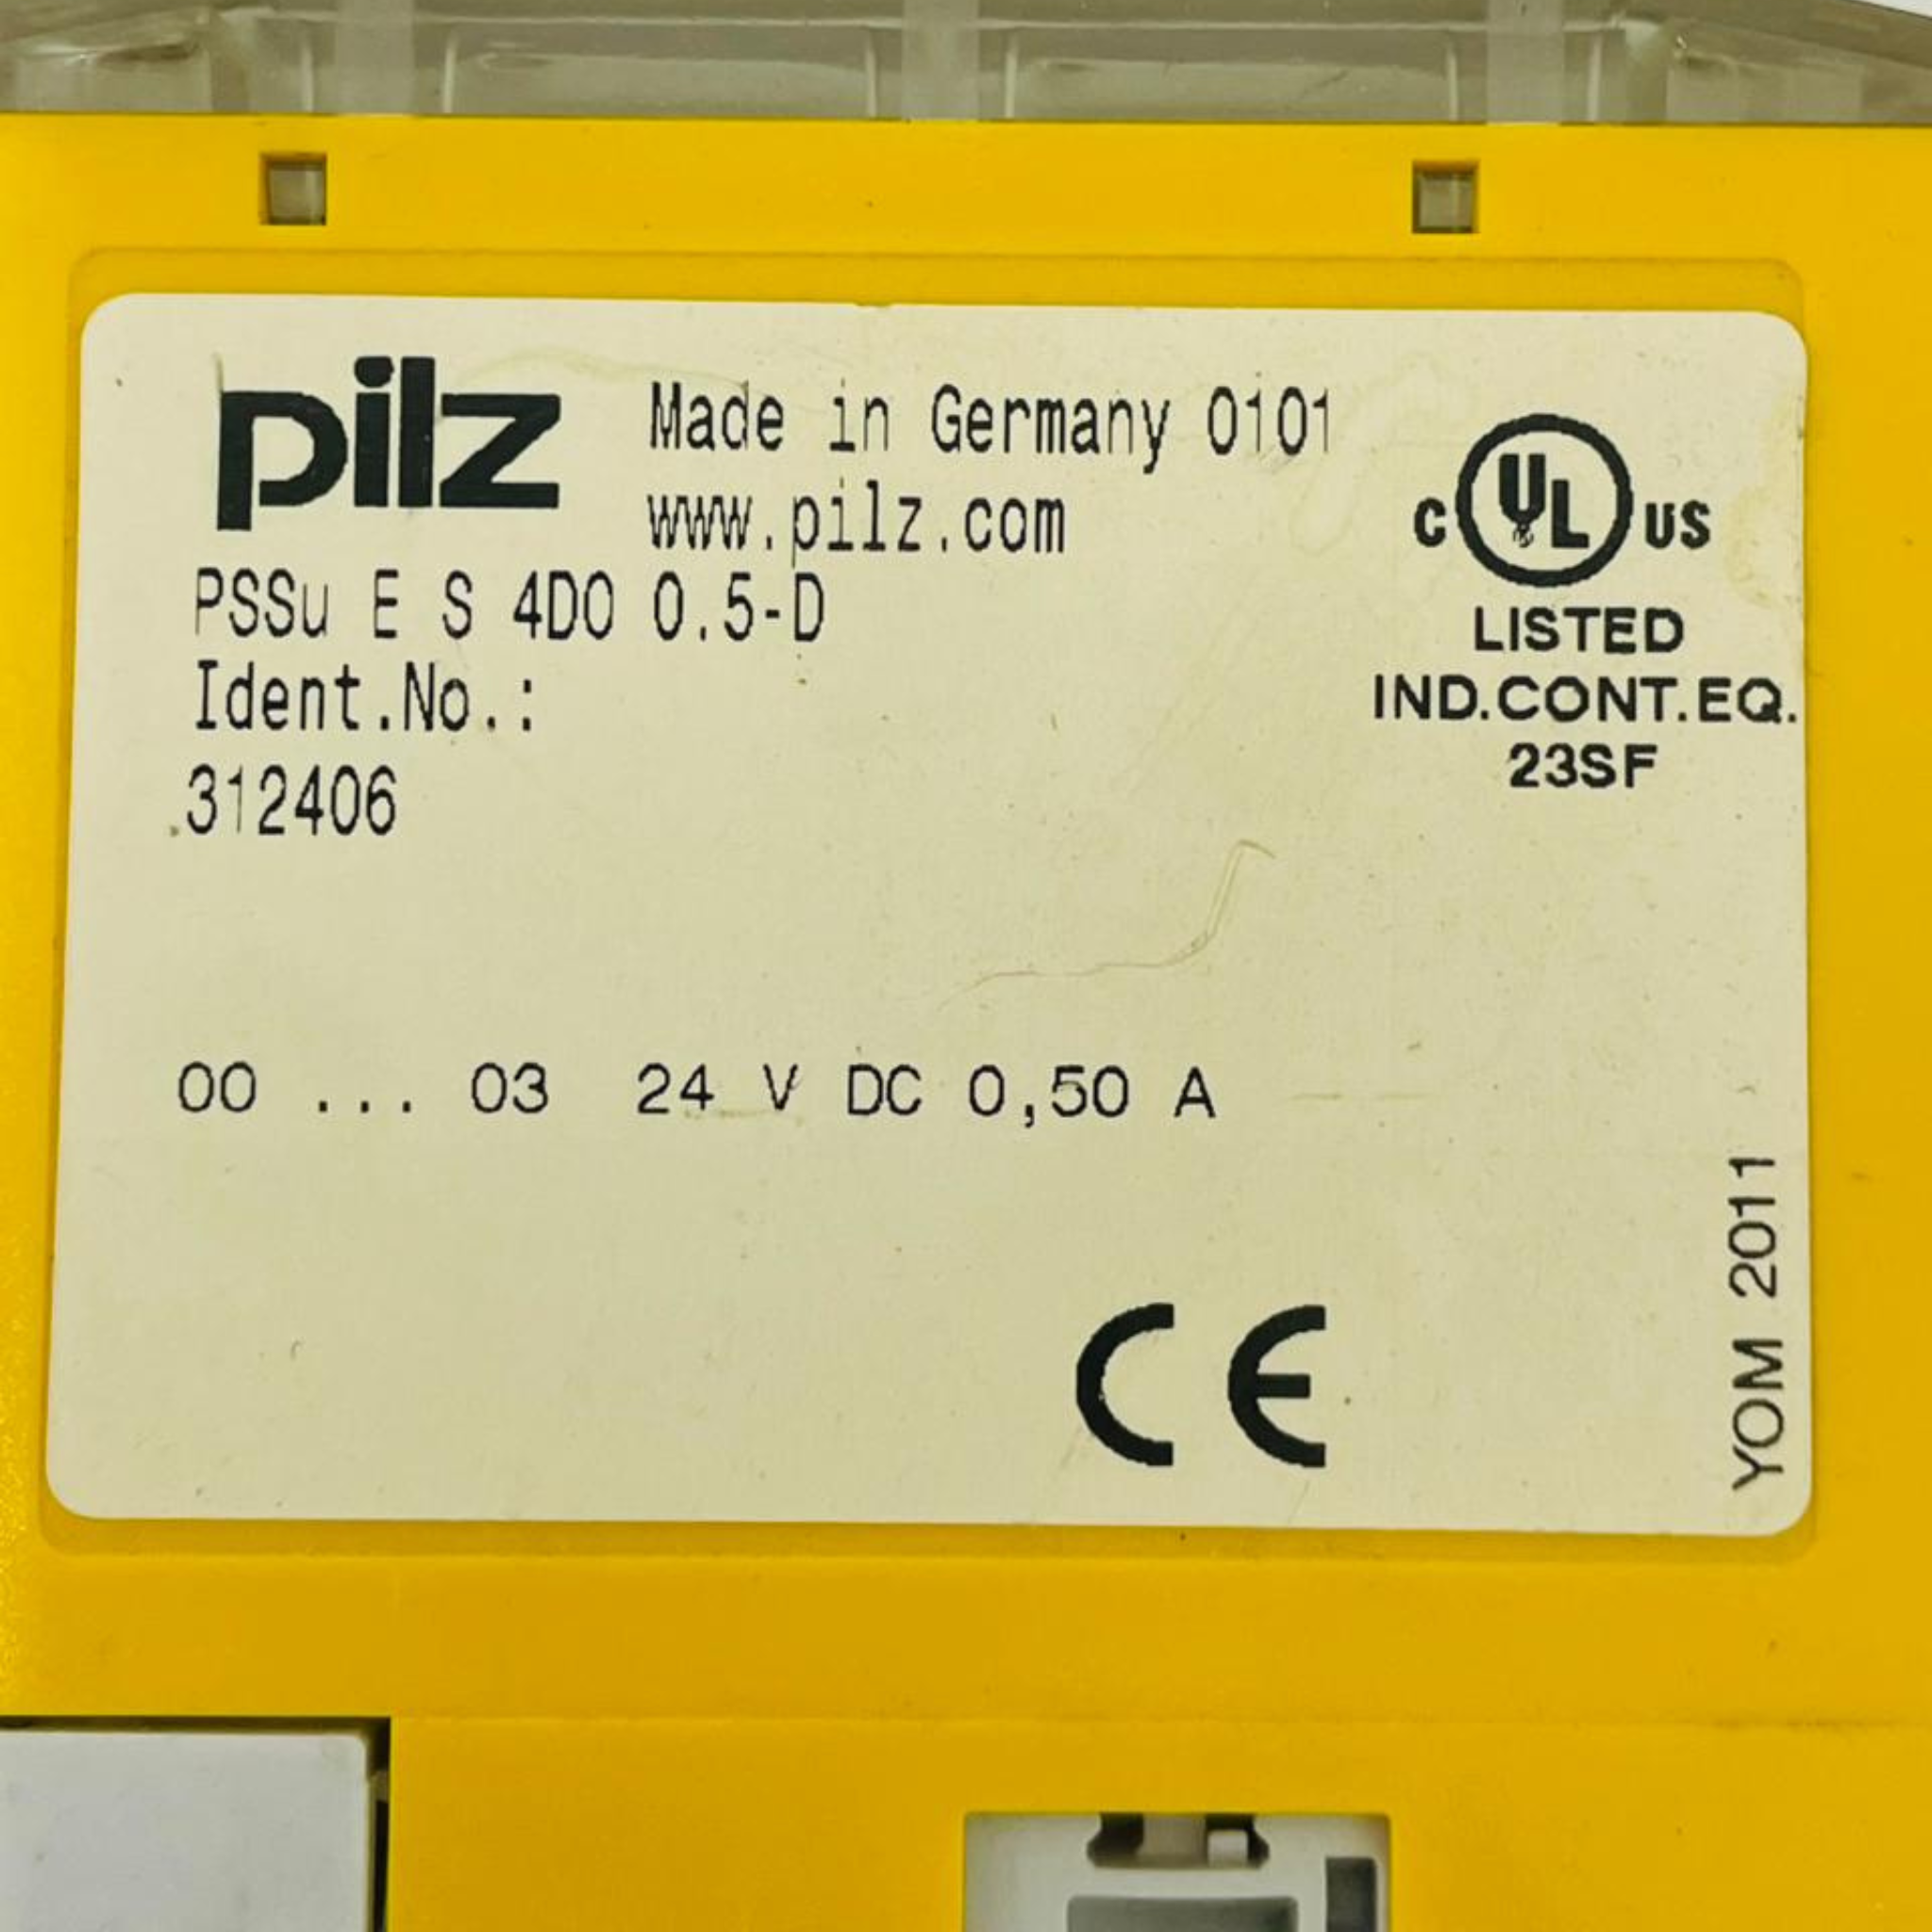 pilz
Made in Germany 0101
www.pilz.com
PSSu E S 4DO 0.5-D
Ident.No.:
312406
C UL US
LISTED
IND.CONT.EQ.
23SF
00 ... 03 24 V DC 0,50 A
CE
YOM 2011